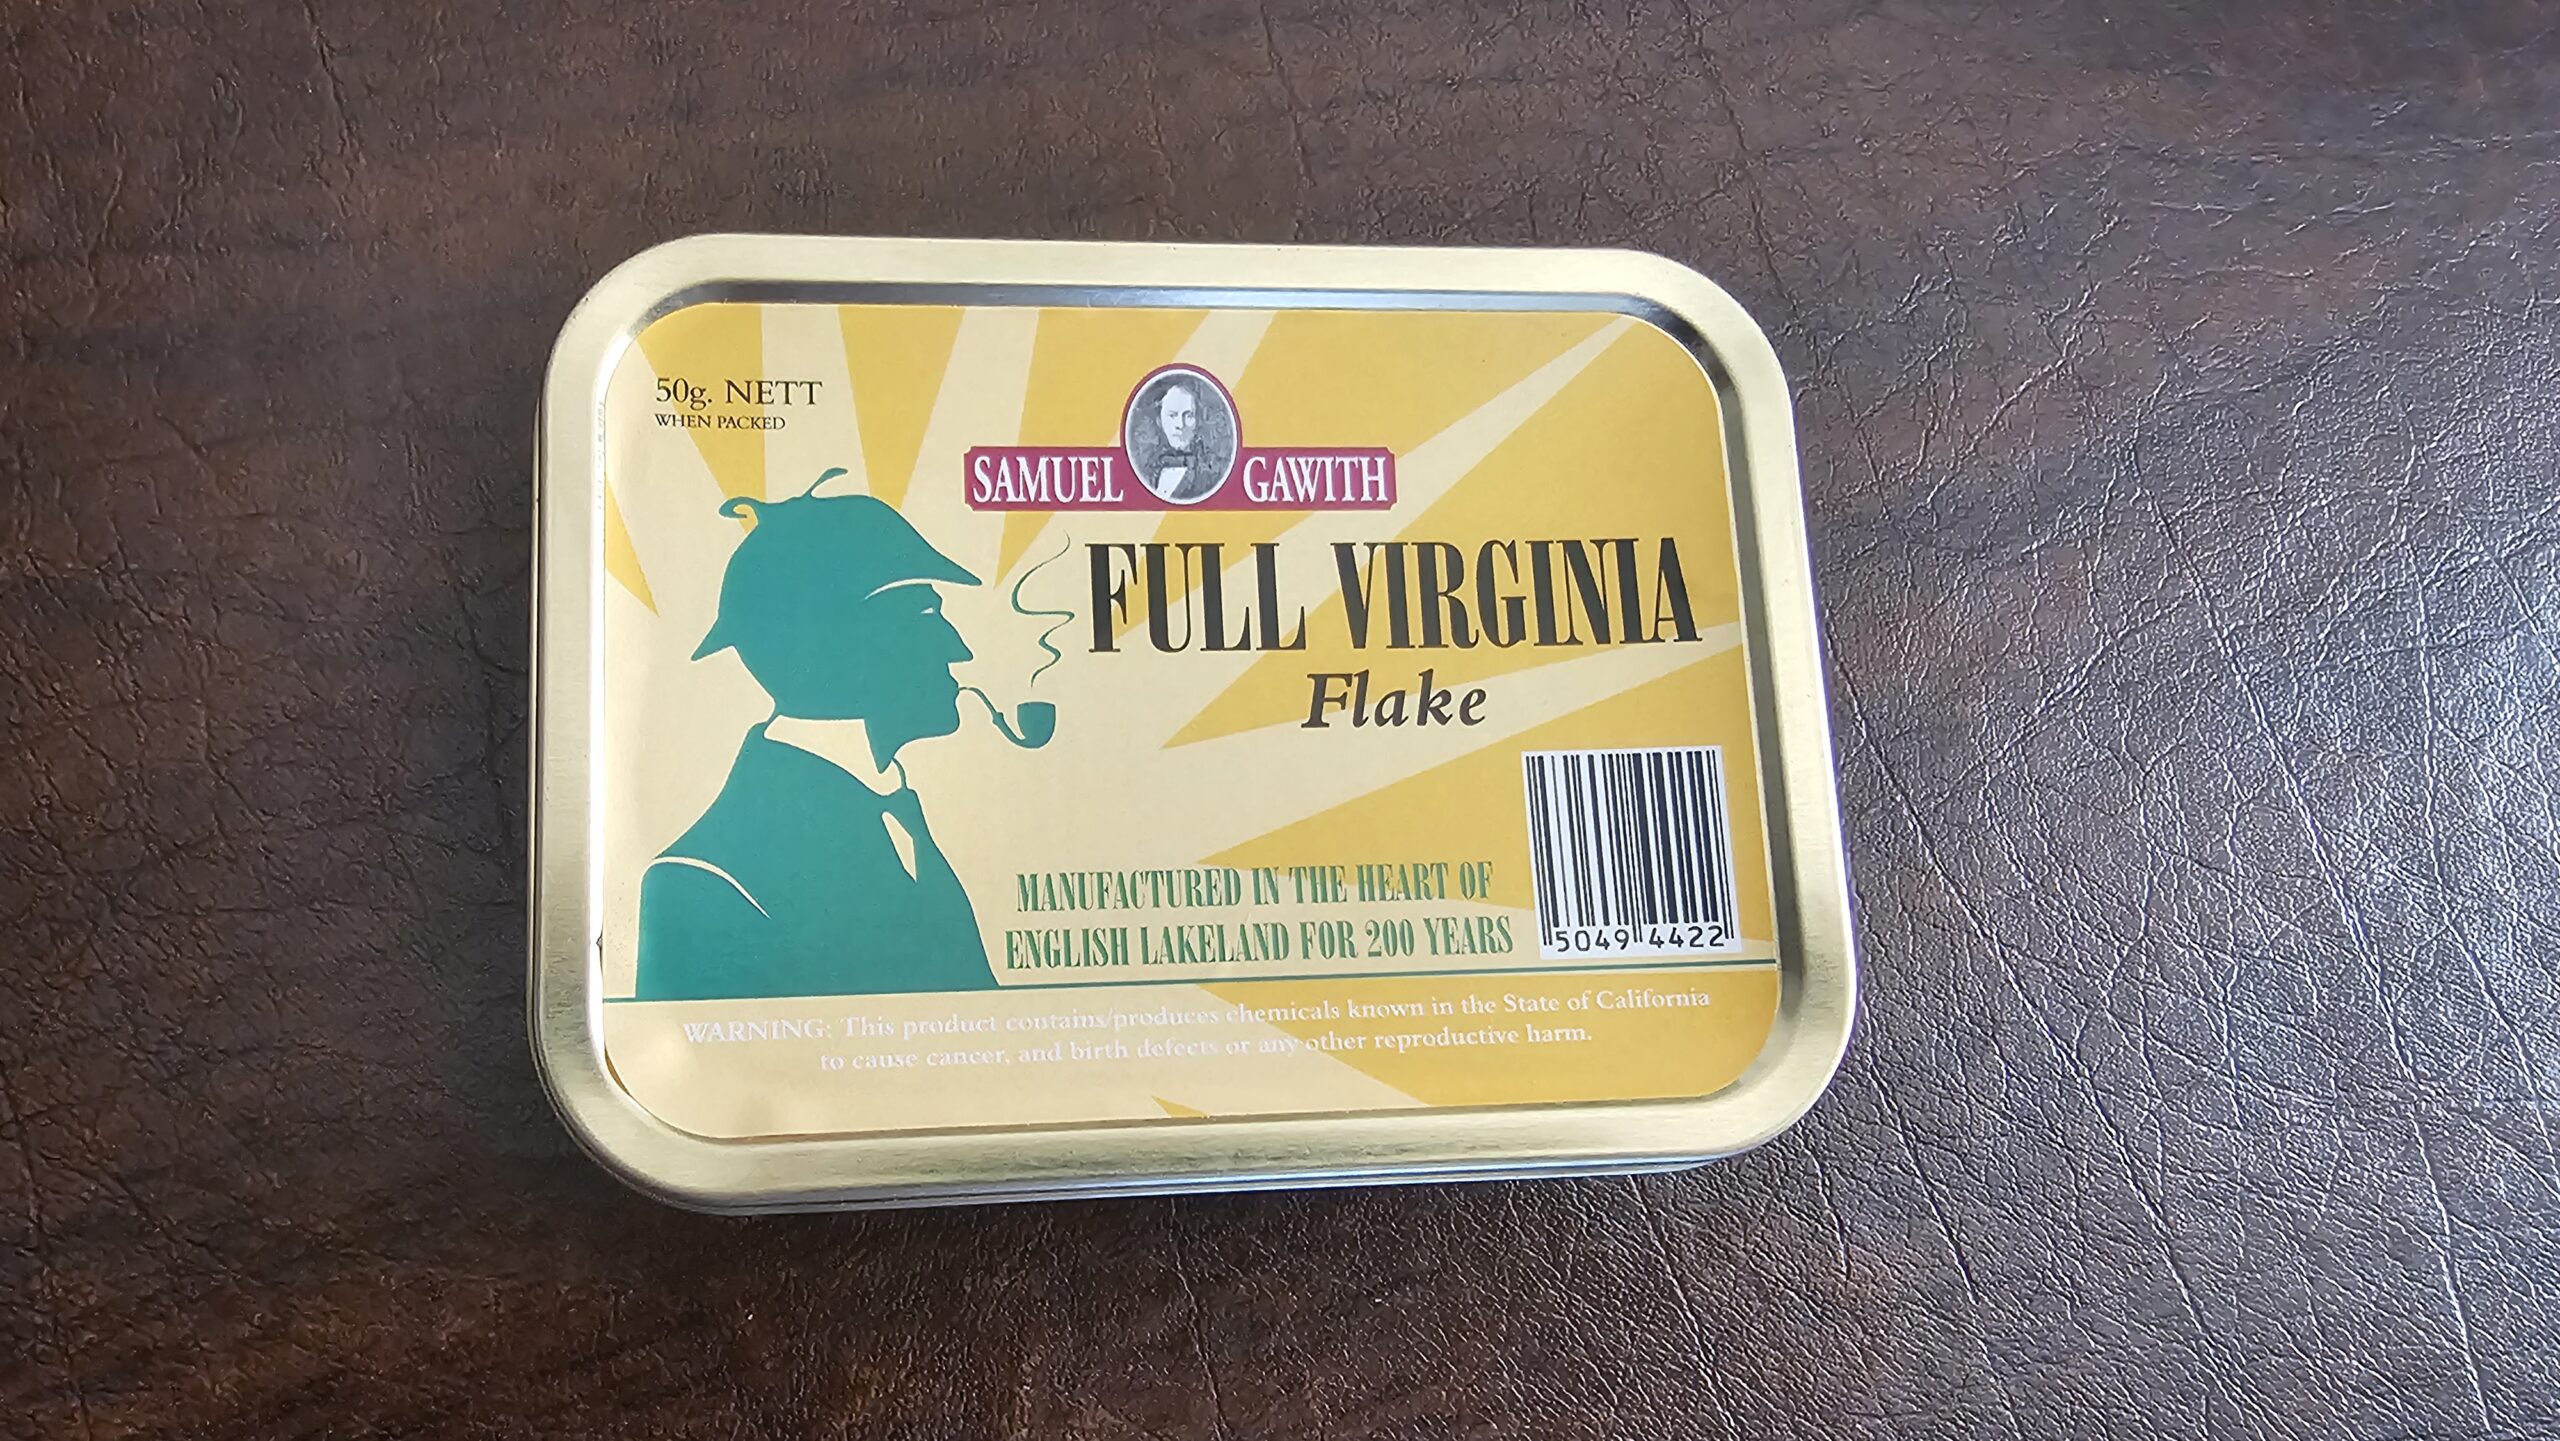 50g. NETT
WHEN PACKED
SAMUEL GAWITH
FULL VIRGINIA
Flake
MANUFACTURED IN THE HEART OF
ENGLISH LAKELAND FOR 200 YEARS
5049 4422
WARNING: This product contains/produces chemicals known in the State of California
to cause cancer, and birth defects or any other reproductive harm.